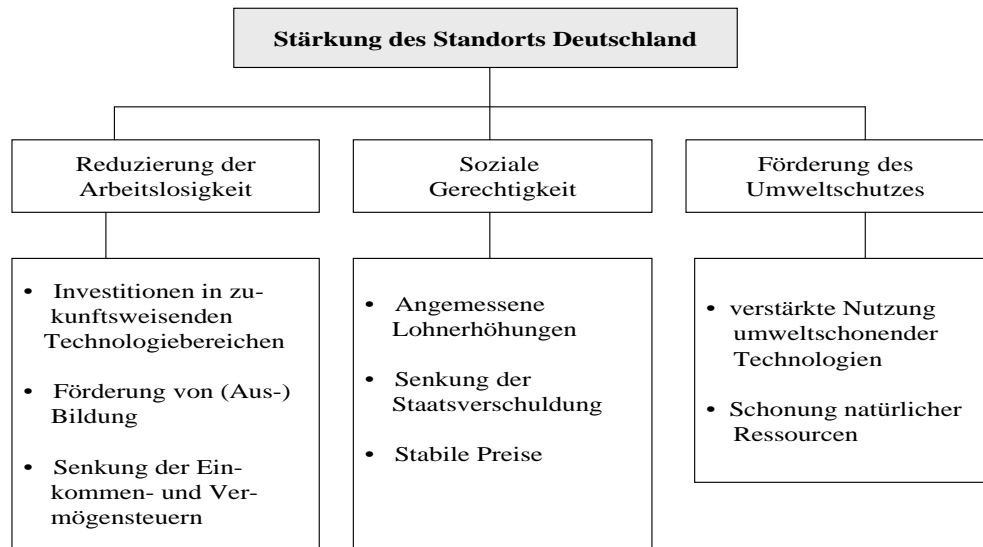 Stärkung des Standorts Deutschland
Reduzierung der
Arbeitslosigkeit
Soziale
Gerechtigkeit
Förderung des
Umweltschutzes
• Investitionen in zu-
kunftsweisenden
Technologiebereichen
• Förderung von (Aus-)
Bildung
• Senkung der Ein-
kommen- und Ver-
mögensteuern
• Angemessene
Lohnerhöhungen
• Senkung der
Staatsverschuldung
• Stabile Preise
• verstärkte Nutzung
umweltschonender
Technologien
• Schonung natürlicher
Ressourcen